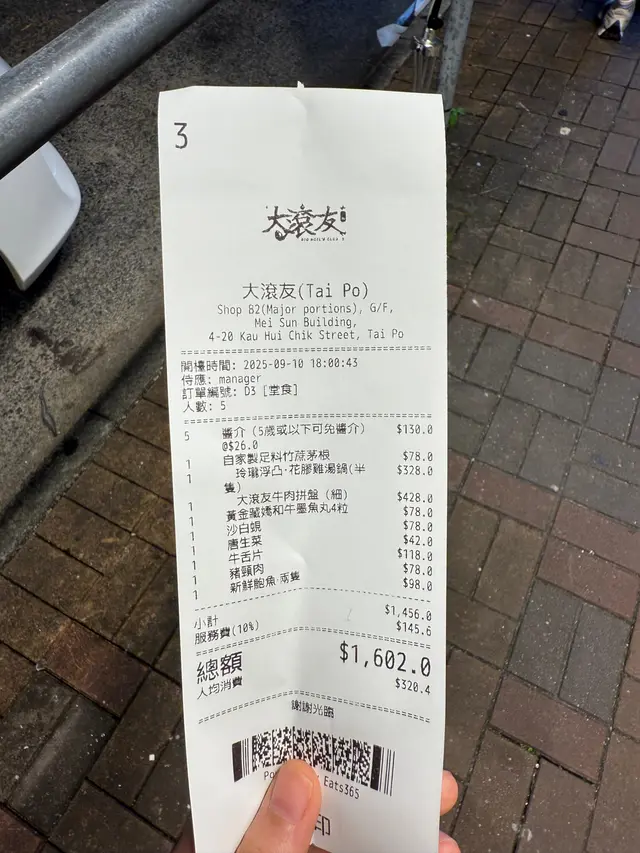 3
大滾友
大滾友(Tai Po)
Shop B2(Major portions), G/F,
Mei Sun Building,
4-20 Kau Hui Chik Street, Tai Po
開檯時間: 2025-09-10 18:00:43
侍應: manager
訂單編號: D3 [堂食]
人數: 5
5 醬介 (5歲或以下可免醬介) $130.0
@$26.0
1 自家製足料竹蔗茅根 $78.0
1 玲瓏浮凸·花膠雞湯鍋(半 $328.0
隻)
1 大滾友牛肉拼盤 (細) $428.0
1 黃金藏嬌和牛墨魚丸4粒 $78.0
1 沙白蜆 $78.0
1 唐生菜 $42.0
1 牛舌片 $118.0
1 豬頸肉 $78.0
1 新鮮鮑魚 兩隻 $98.0
小計 $1,456.0
服務費(10%) $145.6
總額 $1,602.0
人均消費 $320.4
謝謝光臨
Eats365
印